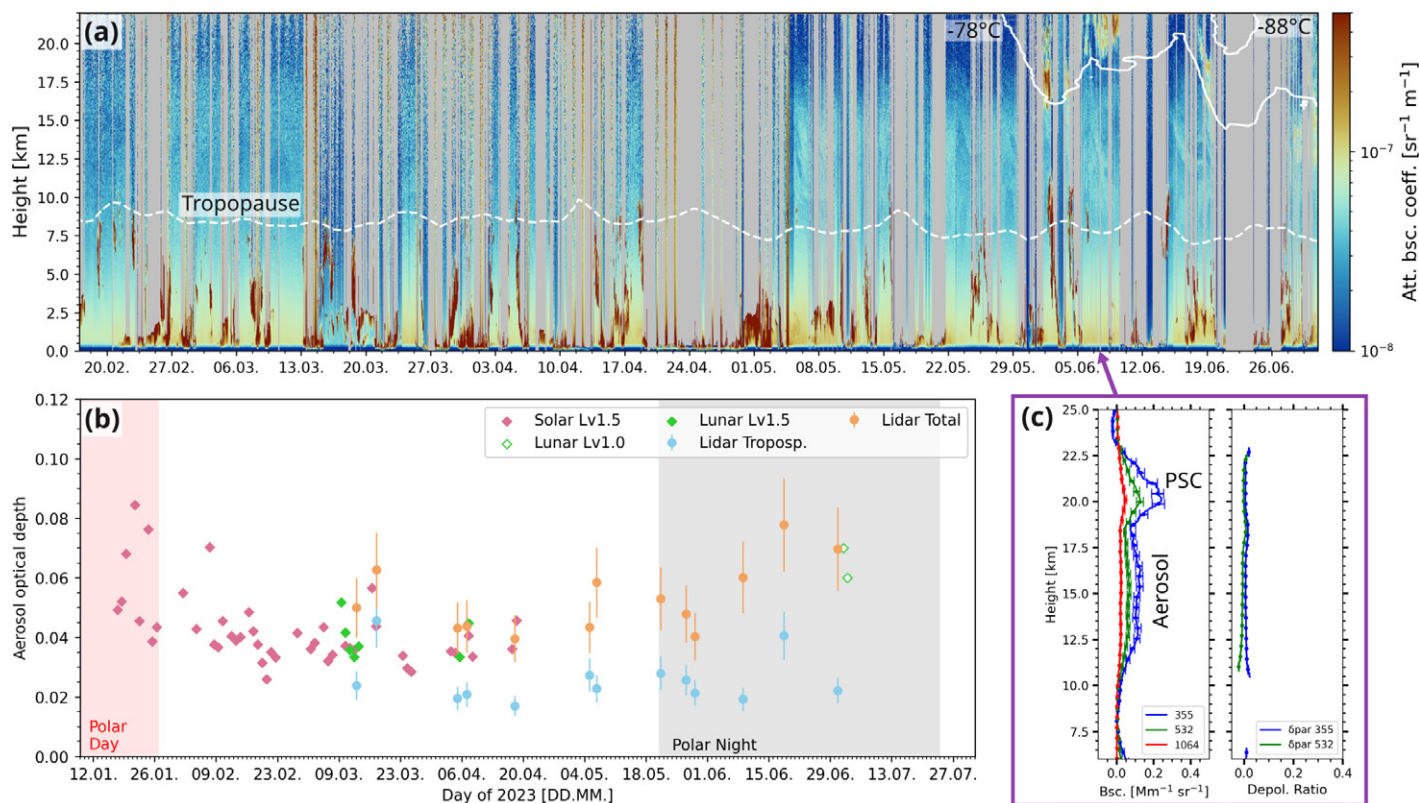 (a)
-78°C
-88°C
Tropopause
Height [km]
20.0
17.5
15.0
12.5
10.0
7.5
5.0
2.5
0.0
20.02. 27.02. 06.03. 13.03. 20.03. 27.03. 03.04. 10.04. 17.04. 24.04. 01.05. 08.05. 15.05. 22.05. 29.05. 05.06. 12.06. 19.06. 26.06.
10⁻⁷
10⁻⁸
Att. bsc. coeff. [sr⁻¹ m⁻¹]
(b)
Solar Lv1.5 Lunar Lv1.5 Lidar Total
Lunar Lv1.0 Lidar Troposp.
Aerosol optical depth
0.12
0.10
0.08
0.06
0.04
0.02
0.00
Polar
Day
Polar Night
12.01. 26.01. 09.02. 23.02. 09.03. 23.03. 06.04. 20.04. 04.05. 18.05. 01.06. 15.06. 29.06. 13.07. 27.07.
Day of 2023 [DD.MM.]
(c)
PSC
Aerosol
Height [km]
25.0
22.5
20.0
17.5
15.0
12.5
10.0
7.5
355
532
1064
δpar 355
δpar 532
0.0 0.2 0.4 0.0 0.2 0.4
Bsc. [Mm⁻¹ sr⁻¹] Depol. Ratio